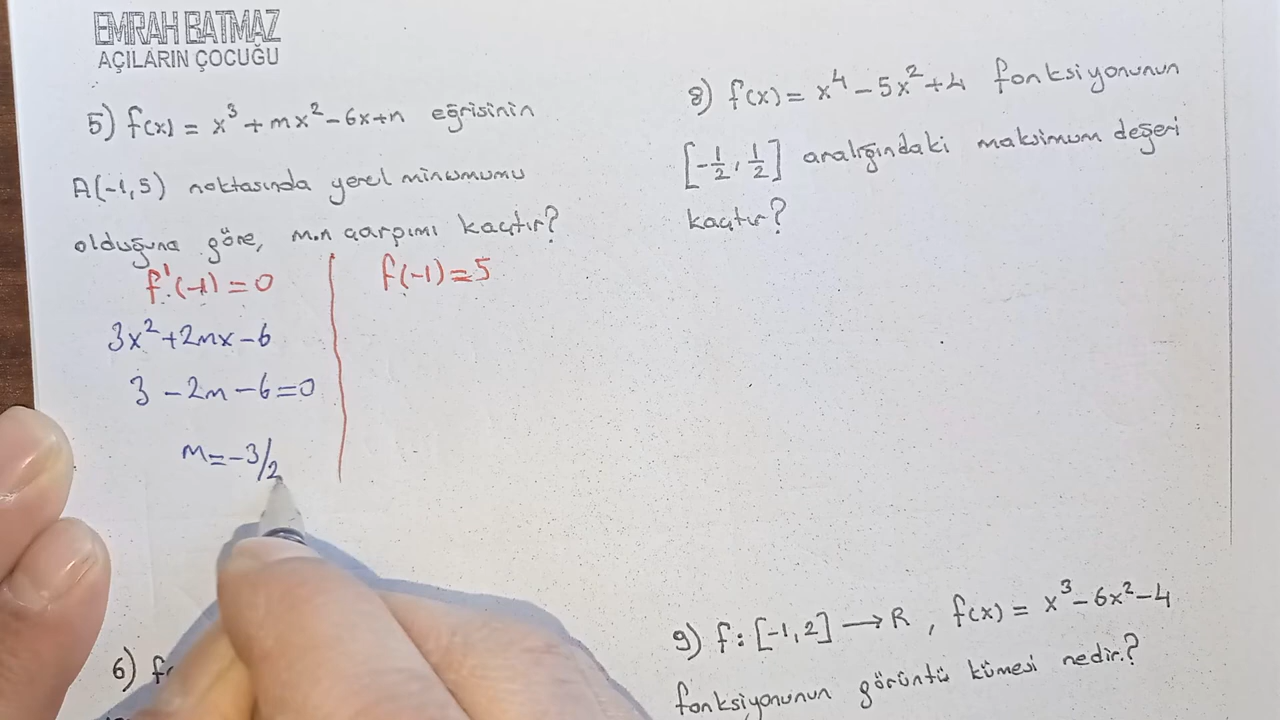 EMRAH BATMAZ
AÇILARIN ÇOCUĞU
5) f(x) = x³ + mx² - 6x + n eğrisinin
A(-1,5) noktasında yerel minumumu
olduğuna göre, m.n çarpımı kaçtır?
f'(-1) = 0
3x² + 2mx - 6
3 - 2m - 6 = 0
m = -3/2
f(-1) = 5
6)
8) f(x) = x⁴ - 5x² + 4 fonksiyonunun
[-1/2, 1/2] aralığındaki maksimum değeri
kaçtır?
9) f: [-1,2] → R, f(x) = x³ - 6x² - 4
fonksiyonunun görüntü kümesi nedir?